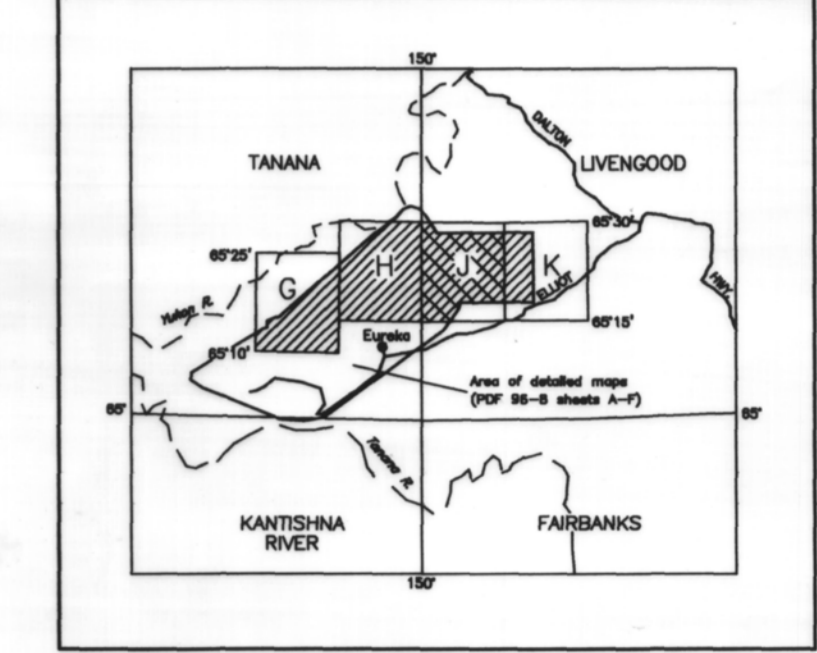 150°
DALTON
TANANA
LIVENGOOD
65°30'
65°25'
H
J
K
G
ELLIOT
HWY.
Yukon R.
65°15'
Eureka
65°10'
Area of detailed maps
(PDF 96-B sheets A-F)
65°
65°
Tanana R.
KANTISHNA
RIVER
FAIRBANKS
150°